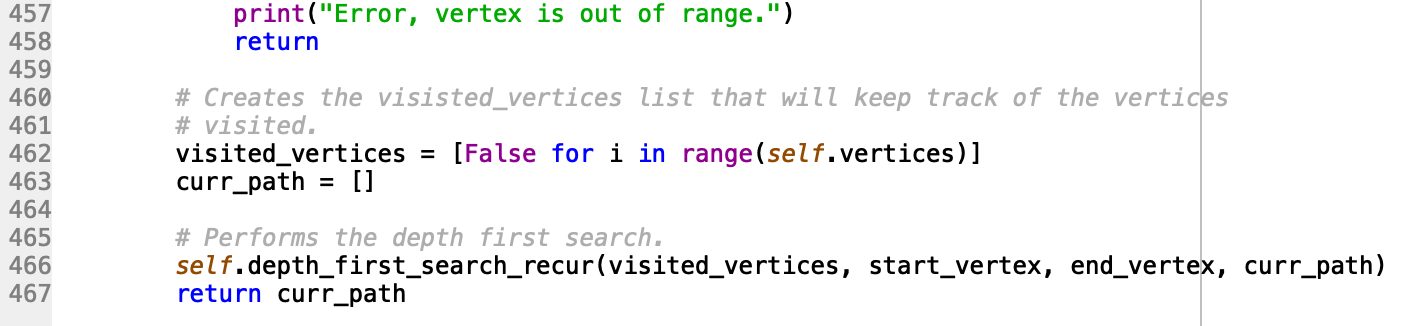 457 print("Error, vertex is out of range.")
458 return
459
460 # Creates the visisted_vertices list that will keep track of the vertices
461 # visited.
462 visited_vertices = [False for i in range(self.vertices)]
463 curr_path = []
464
465 # Performs the depth first search.
466 self.depth_first_search_recur(visited_vertices, start_vertex, end_vertex, curr_path)
467 return curr_path